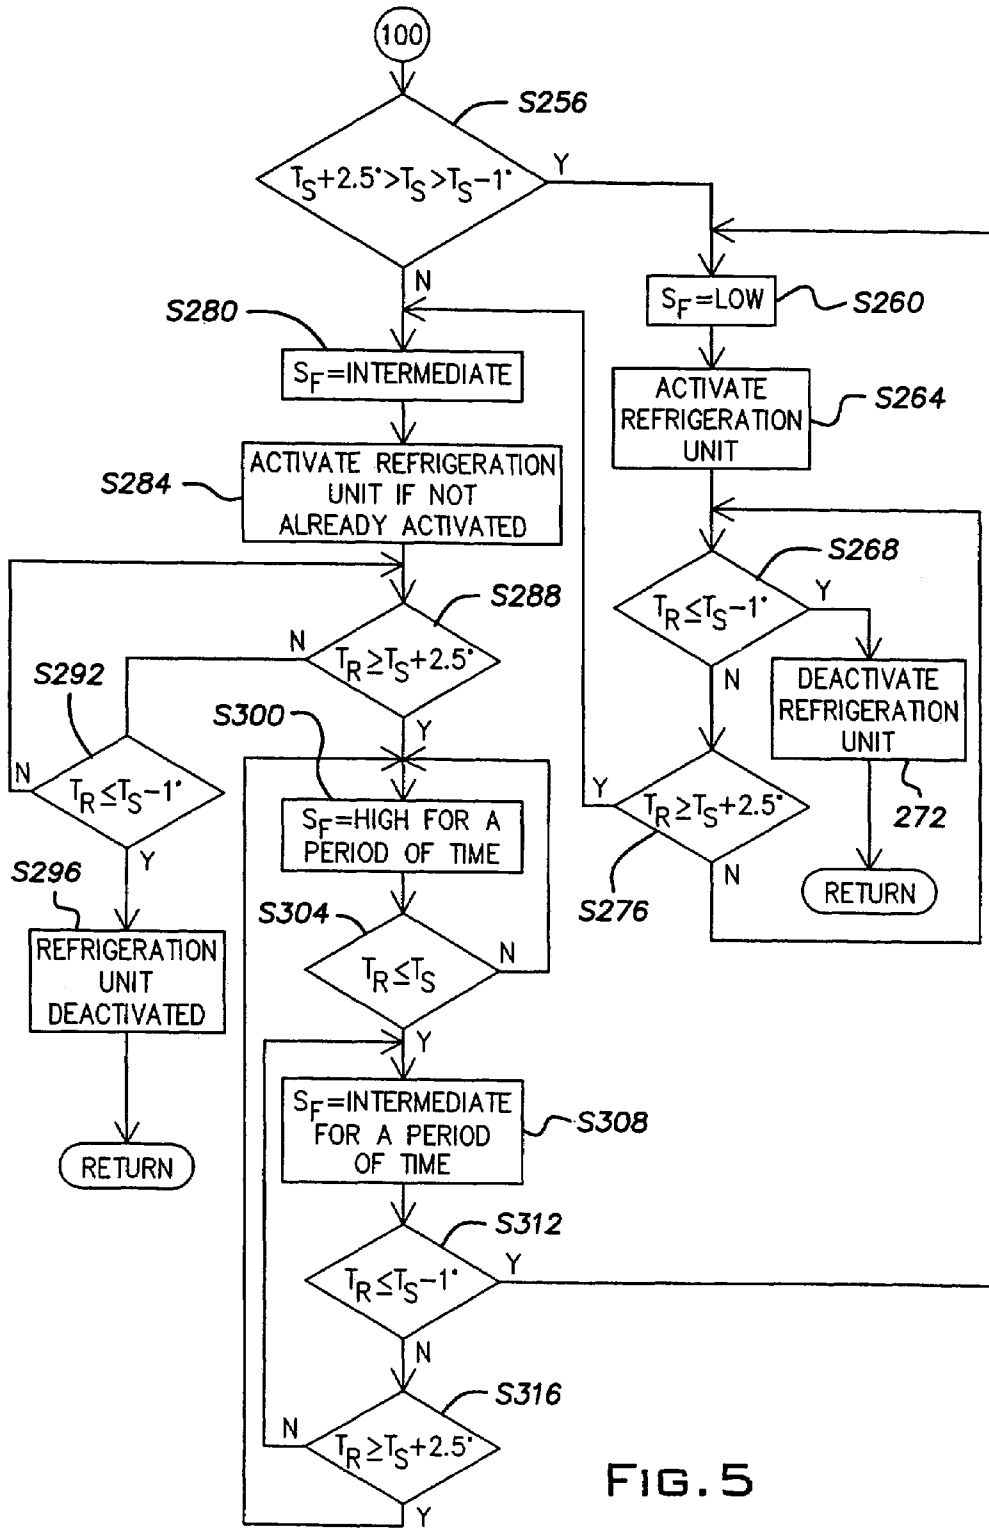 100
S256
TS+2.5°>TS>TS-1°
Y
N
S280
SF=LOW
S260
SF=INTERMEDIATE
ACTIVATE
REFRIGERATION
UNIT
S264
S284
ACTIVATE REFRIGERATION
UNIT IF NOT
ALREADY ACTIVATED
S268
TR≤TS-1°
Y
N
S288
N
TR≥TS+2.5°
Y
S292
N
TR≤TS-1°
Y
DEACTIVATE
REFRIGERATION
UNIT
272
S300
SF=HIGH FOR A
PERIOD OF TIME
Y
TR≥TS+2.5°
N
S276
RETURN
S296
REFRIGERATION
UNIT
DEACTIVATED
S304
TR≤TS
N
Y
SF=INTERMEDIATE
FOR A PERIOD
OF TIME
S308
RETURN
S312
TR≤TS-1°
Y
N
S316
N
TR≥TS+2.5°
Y
FIG. 5